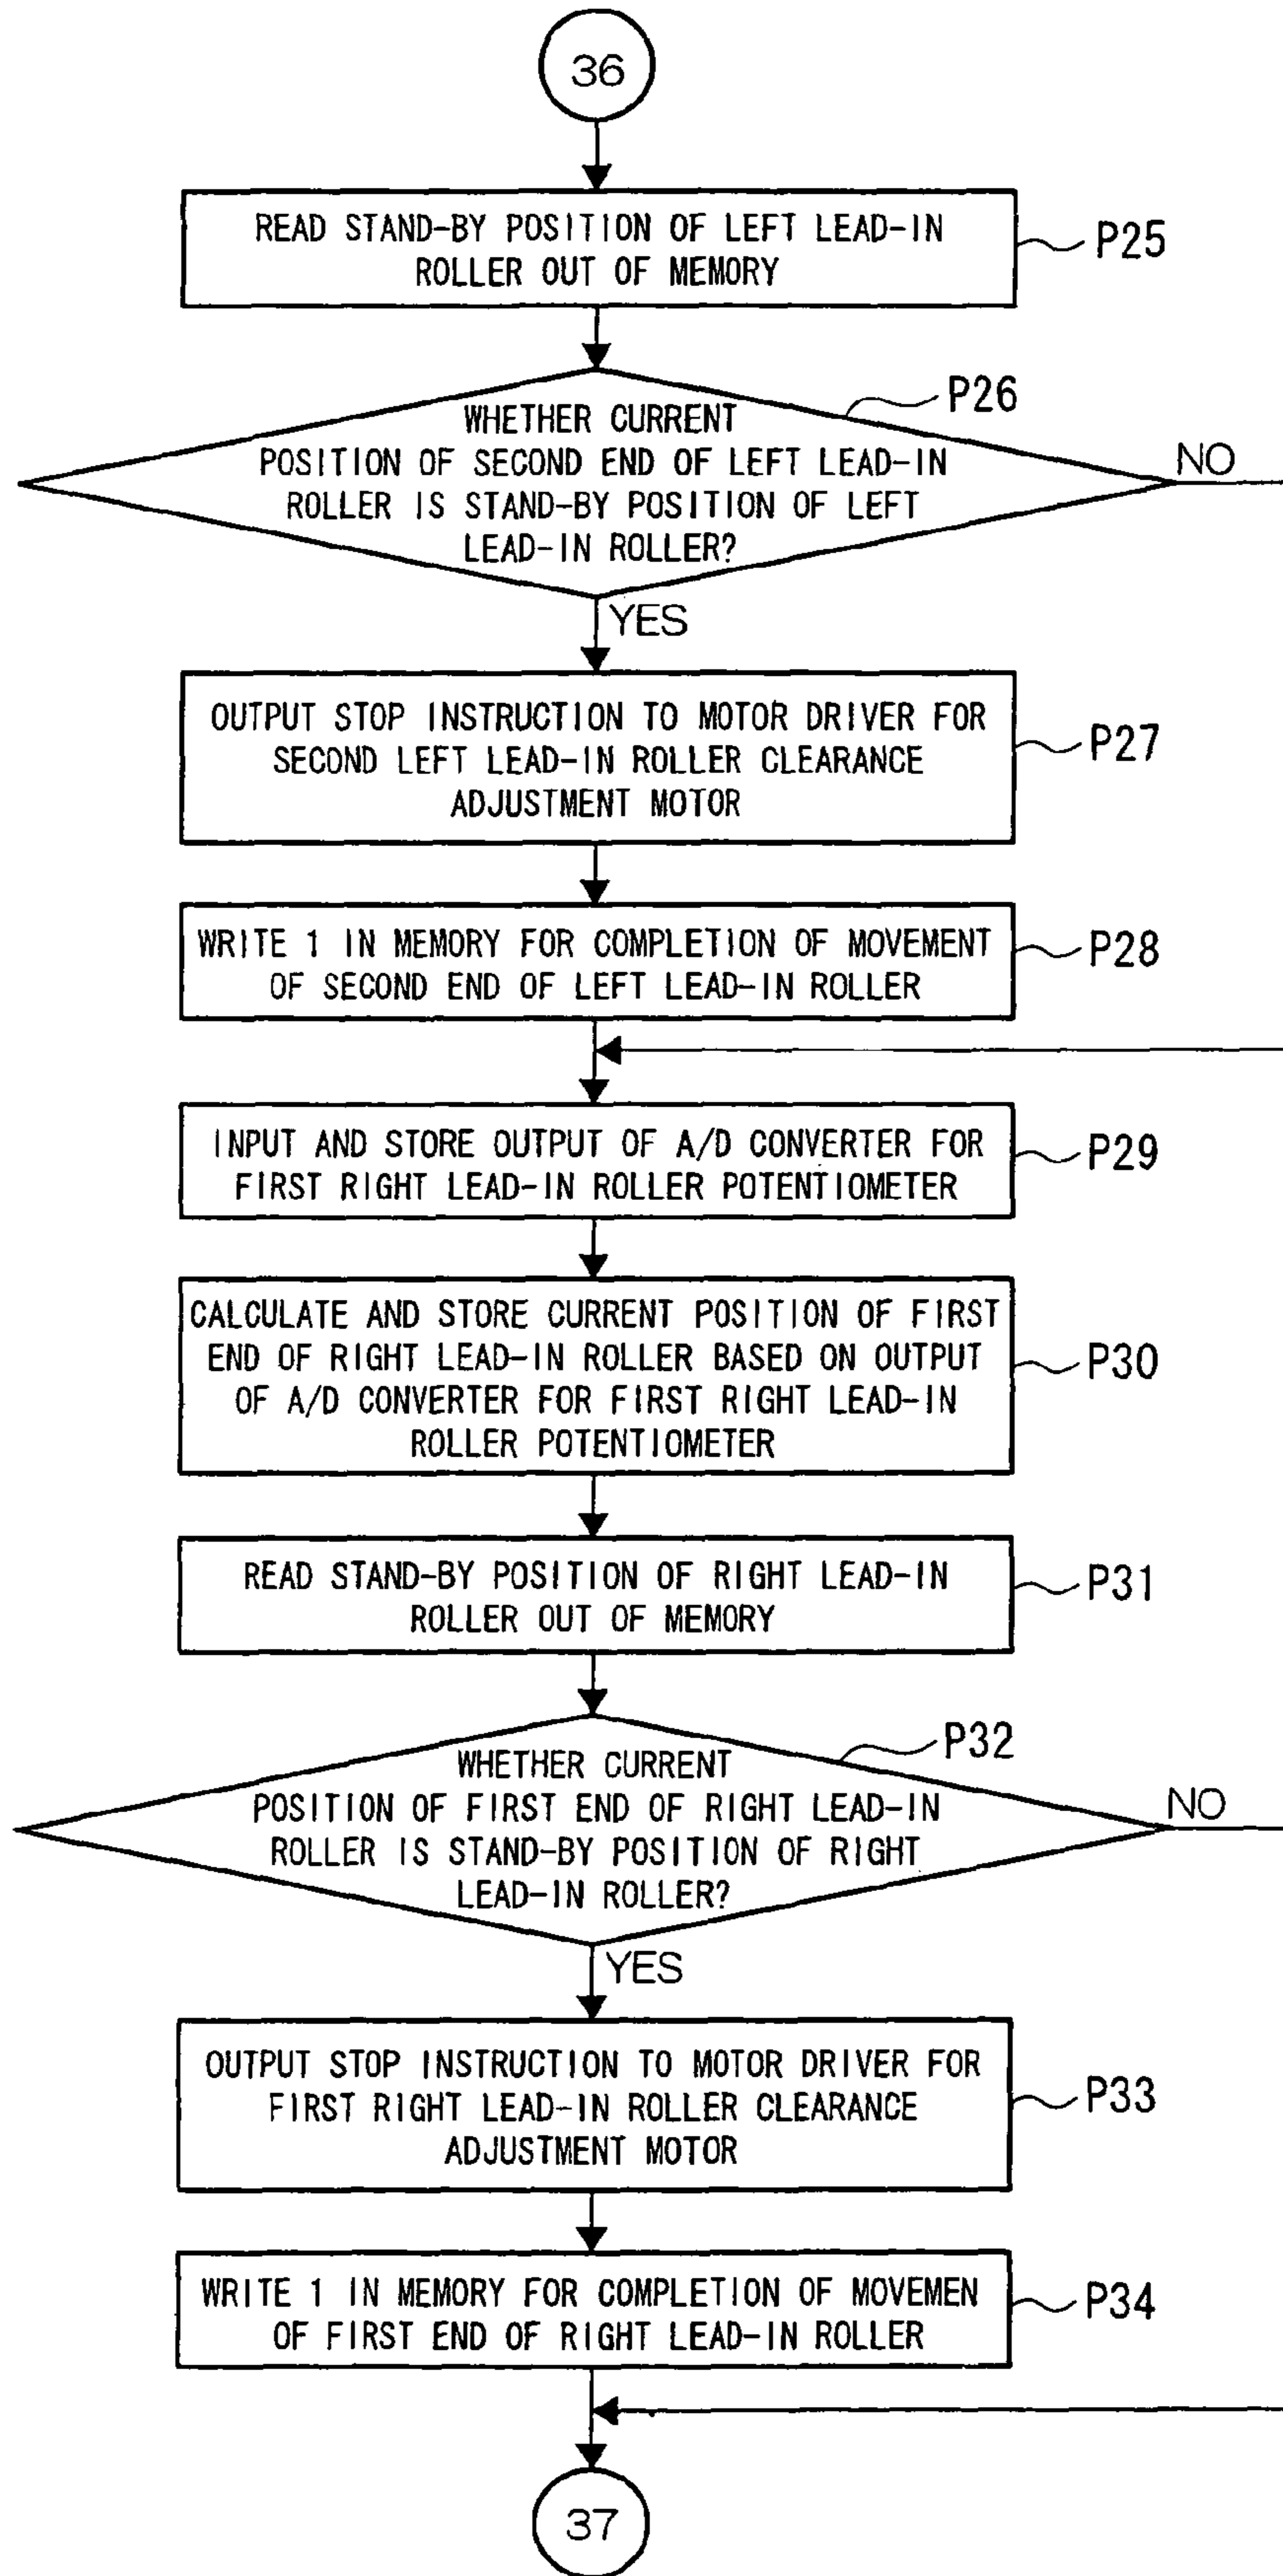 36
READ STAND-BY POSITION OF LEFT LEAD-IN
ROLLER OUT OF MEMORY
P25
P26
WHETHER CURRENT
POSITION OF SECOND END OF LEFT LEAD-IN
ROLLER IS STAND-BY POSITION OF LEFT
LEAD-IN ROLLER?
NO
YES
OUTPUT STOP INSTRUCTION TO MOTOR DRIVER FOR
SECOND LEFT LEAD-IN ROLLER CLEARANCE
ADJUSTMENT MOTOR
P27
WRITE 1 IN MEMORY FOR COMPLETION OF MOVEMENT
OF SECOND END OF LEFT LEAD-IN ROLLER
P28
INPUT AND STORE OUTPUT OF A/D CONVERTER FOR
FIRST RIGHT LEAD-IN ROLLER POTENTIOMETER
P29
CALCULATE AND STORE CURRENT POSITION OF FIRST
END OF RIGHT LEAD-IN ROLLER BASED ON OUTPUT
OF A/D CONVERTER FOR FIRST RIGHT LEAD-IN
ROLLER POTENTIOMETER
P30
READ STAND-BY POSITION OF RIGHT LEAD-IN
ROLLER OUT OF MEMORY
P31
P32
WHETHER CURRENT
POSITION OF FIRST END OF RIGHT LEAD-IN
ROLLER IS STAND-BY POSITION OF RIGHT
LEAD-IN ROLLER?
NO
YES
OUTPUT STOP INSTRUCTION TO MOTOR DRIVER FOR
FIRST RIGHT LEAD-IN ROLLER CLEARANCE
ADJUSTMENT MOTOR
P33
WRITE 1 IN MEMORY FOR COMPLETION OF MOVEMEN
OF FIRST END OF RIGHT LEAD-IN ROLLER
P34
37